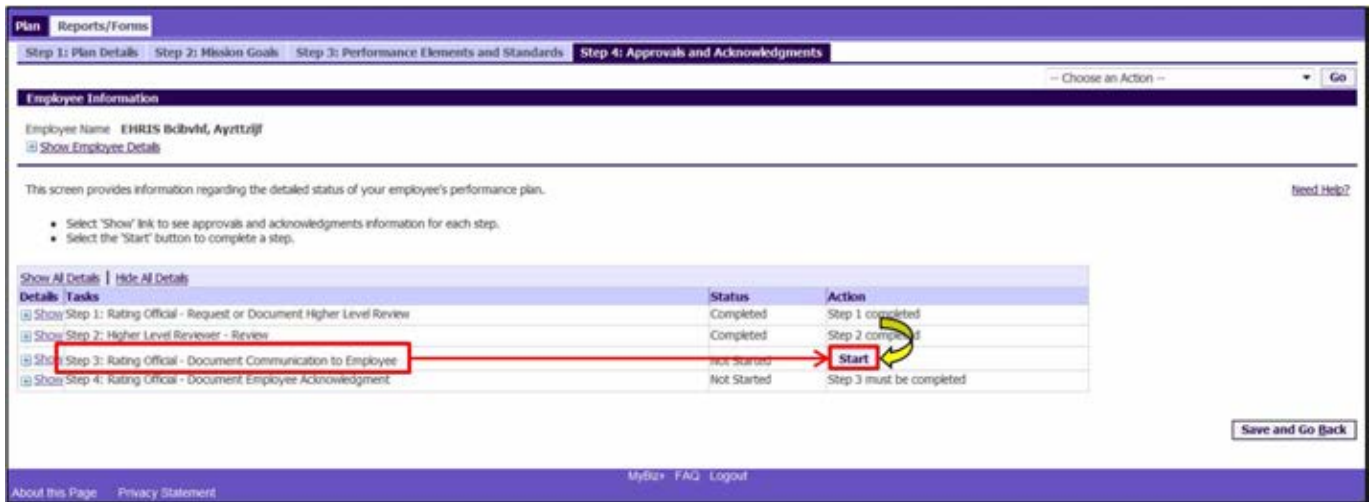 Plan Reports/Forms
Step 1: Plan Details Step 2: Mission Goals Step 3: Performance Elements and Standards Step 4: Approvals and Acknowledgments
-- Choose an Action -- Go
Employee Information
Employee Name EHRIS Bcibvhf, Ayrttzijf
Show Employee Details
This screen provides information regarding the detailed status of your employee's performance plan. Need Help?
Select 'Show' link to see approvals and acknowledgments information for each step.
Select the 'Start' button to complete a step.
Show All Details | Hide All Details
Details Tasks Status Action
Show Step 1: Rating Official - Request or Document Higher Level Review Completed Step 1 completed
Show Step 2: Higher Level Reviewer - Review Completed Step 2 completed
Show Step 3: Rating Official - Document Communication to Employee Not Started Start
Show Step 4: Rating Official - Document Employee Acknowledgment Not Started Step 3 must be completed
Save and Go Back
MyBiz+ FAQ Logout
About this Page Privacy Statement